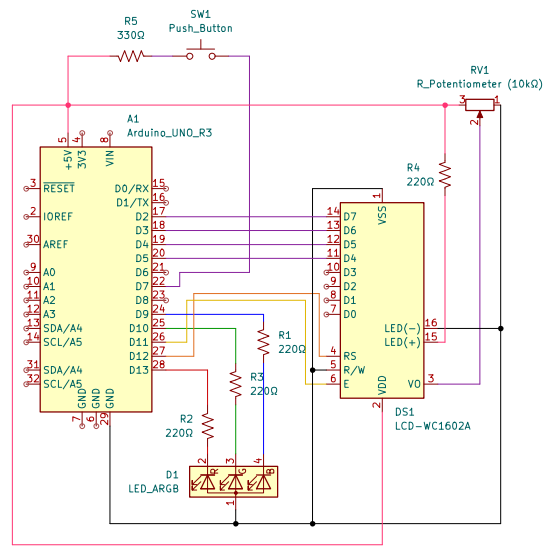 SW1
Push_Button
R5
330Ω
RV1
R_Potentiometer (10kΩ)
3
1
2
A1
Arduino_UNO_R3
5
4
8
+5V
3V3
VIN
3
RESET
D0/RX
15
D1/TX
16
2
IOREF
D2
17
D3
18
30
AREF
D4
19
D5
20
9
A0
D6
21
10
A1
D7
22
11
A2
D8
23
12
A3
D9
24
13
SDA/A4
D10
25
14
SCL/A5
D11
26
D12
27
31
SDA/A4
D13
28
32
SCL/A5
GND
GND
GND
7
6
29
R4
220Ω
1
VSS
14
D7
13
D6
12
D5
11
D4
10
D3
9
D2
8
D1
7
D0
LED(-)
16
LED(+)
15
4
RS
5
R/W
6
E
VO
3
VDD
2
DS1
LCD-WC1602A
R1
220Ω
R3
220Ω
R2
220Ω
D1
LED_ARGB
2
3
4
R
G
B
1